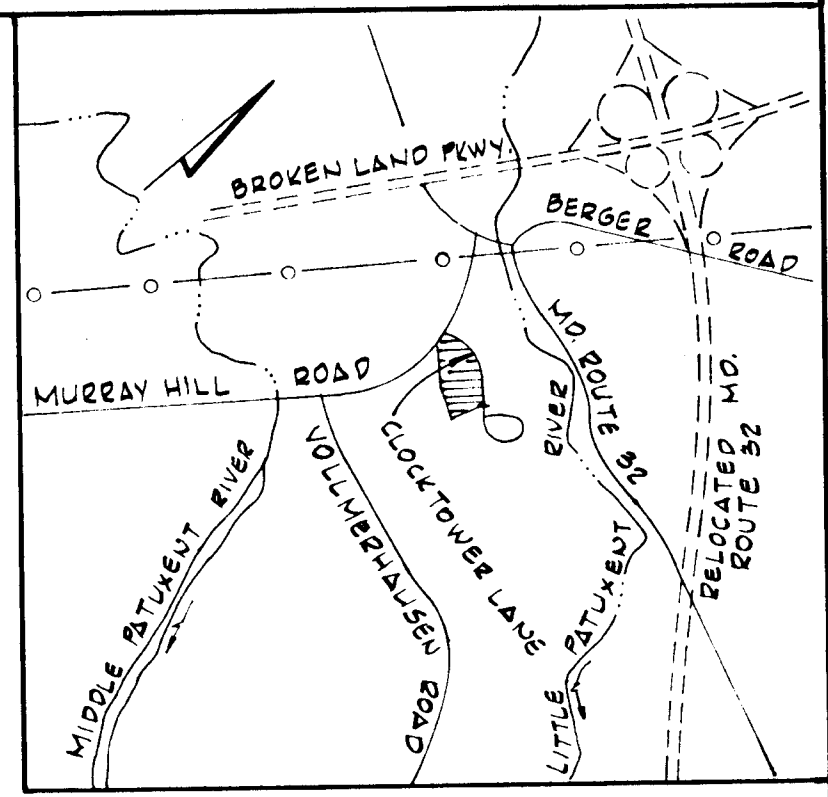 BROKEN LAND PKWY.
BERGER
ROAD
MURRAY HILL ROAD
MD. ROUTE 32
RIVER
CLOCKTOWER LANE
VOLLMERHAUSEN ROAD
MIDDLE PATUXENT RIVER
LITTLE PATUXENT
RELOCATED MD.
ROUTE 32